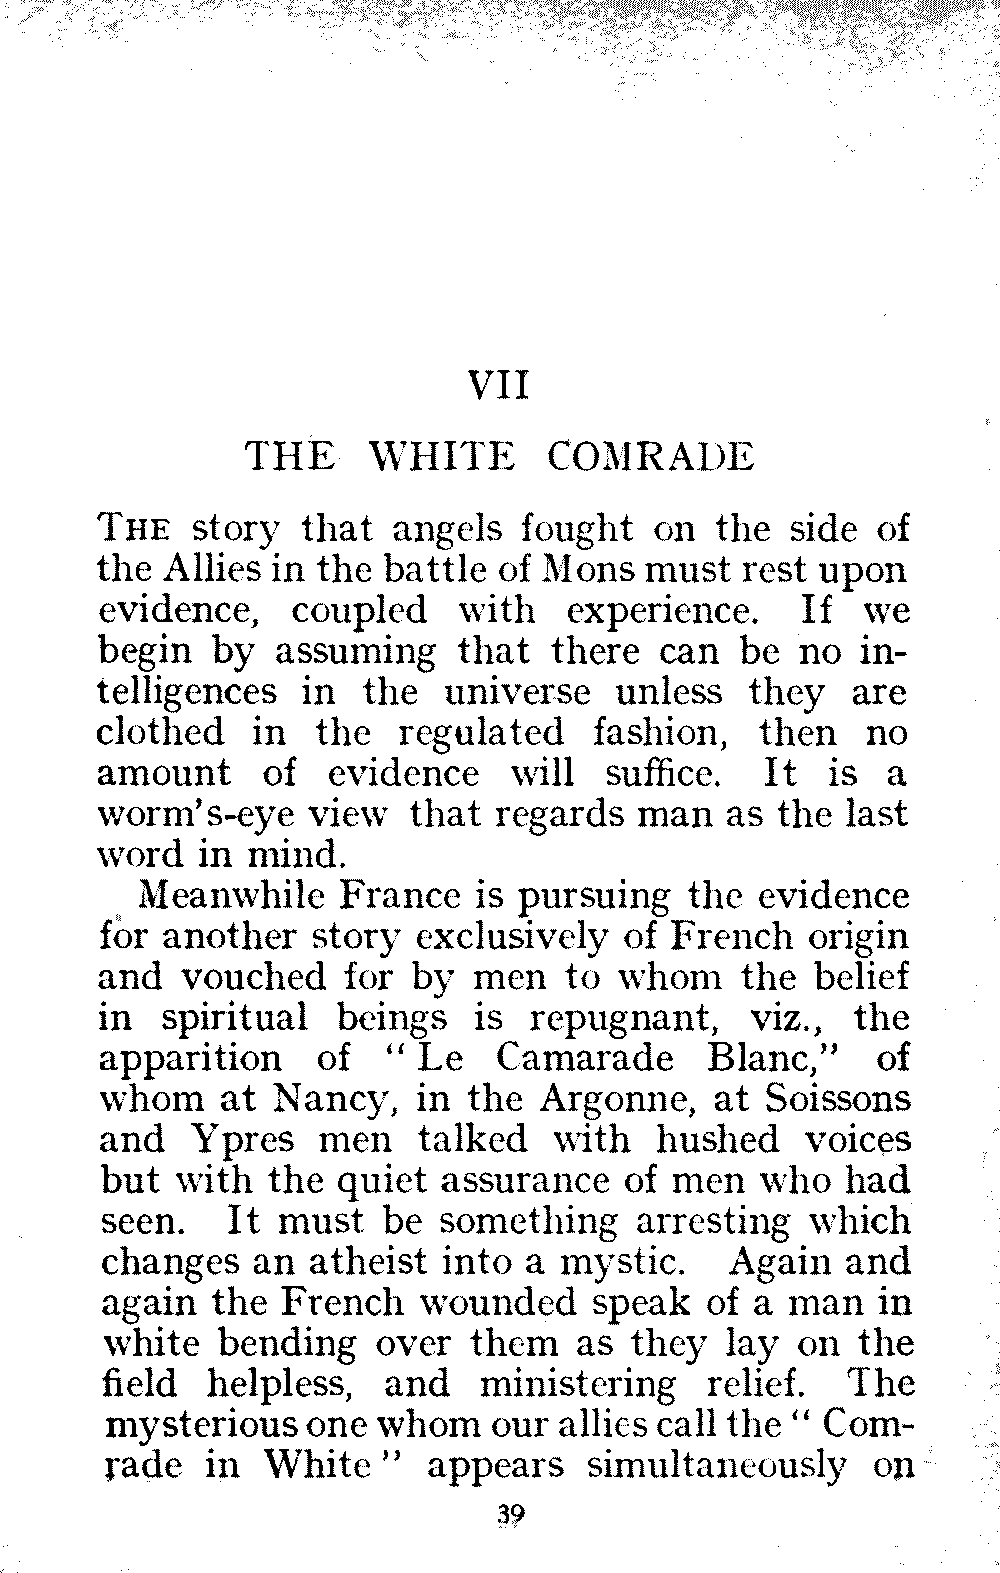 VII
THE WHITE COMRADE
THE story that angels fought on the side of
the Allies in the battle of Mons must rest upon
evidence, coupled with experience. If we
begin by assuming that there can be no in-
telligences in the universe unless they are
clothed in the regulated fashion, then no
amount of evidence will suffice. It is a
worm's-eye view that regards man as the last
word in mind.
Meanwhile France is pursuing the evidence
for another story exclusively of French origin
and vouched for by men to whom the belief
in spiritual beings is repugnant, viz., the
apparition of "Le Camarade Blanc," of
whom at Nancy, in the Argonne, at Soissons
and Ypres men talked with hushed voices
but with the quiet assurance of men who had
seen. It must be something arresting which
changes an atheist into a mystic. Again and
again the French wounded speak of a man in
white bending over them as they lay on the
field helpless, and ministering relief. The
mysterious one whom our allies call the "Com-
rade in White" appears simultaneously on
39